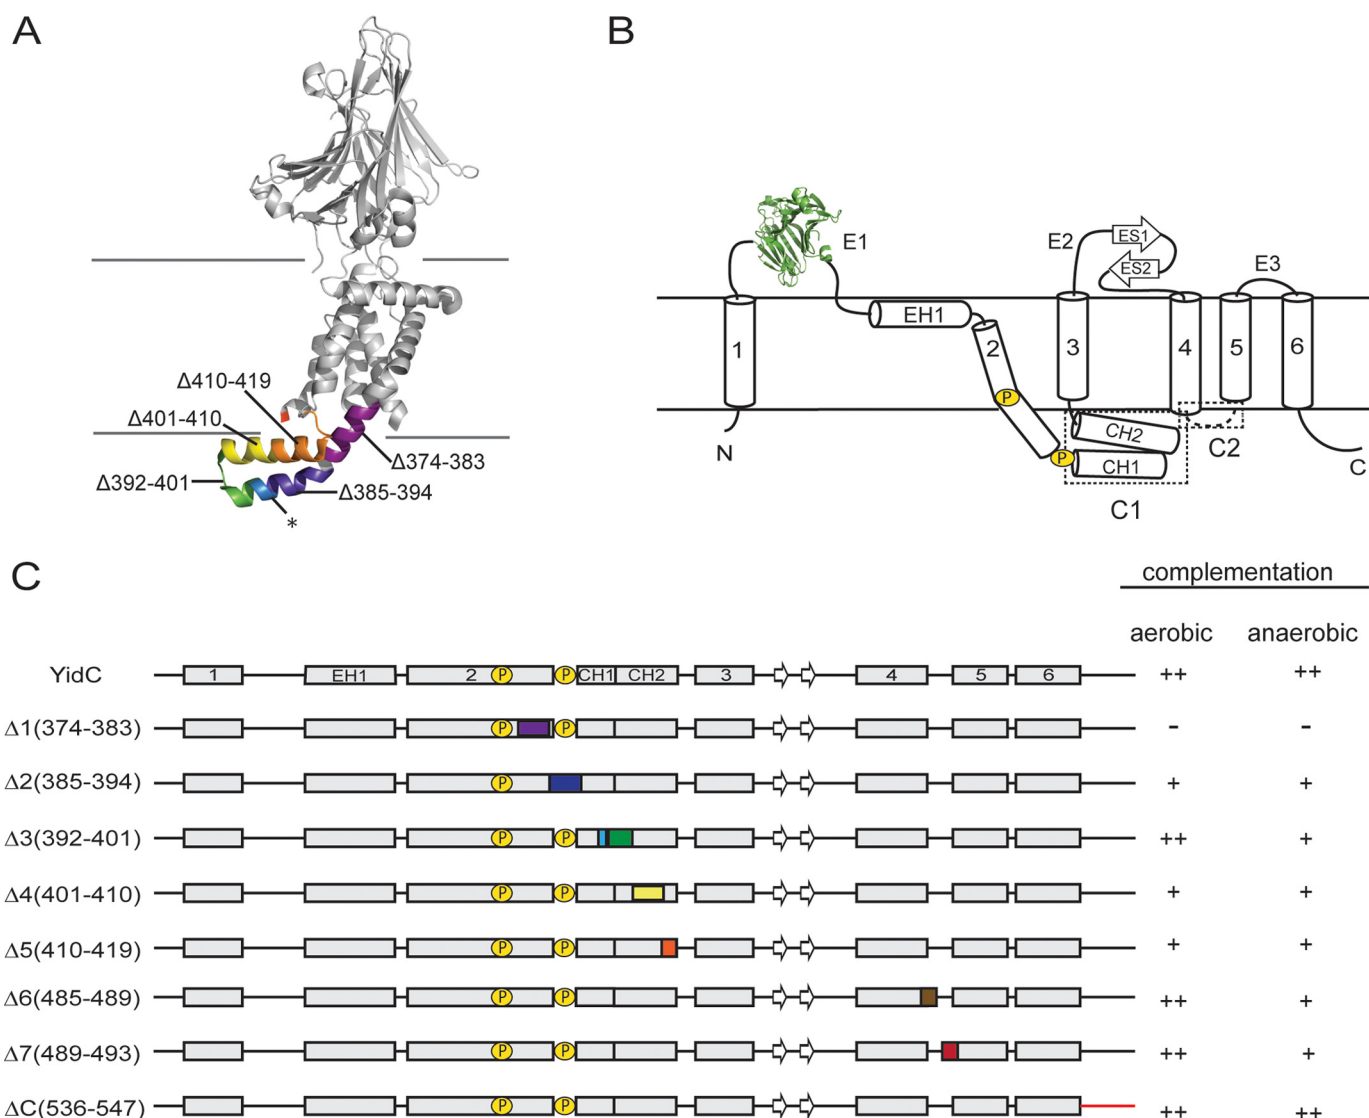 A
B
Δ410-419
Δ401-410
Δ374-383
Δ392-401
Δ385-394
*
E1
E2
ES1
ES2
E3
EH1
1
2
3
4
5
6
P
P
CH2
CH1
N
C2
C
C1
C
complementation
aerobic anaerobic
YidC 1 EH1 2 P P CH1 CH2 3 4 5 6 ++ ++
Δ1(374-383) P P - -
Δ2(385-394) P + +
Δ3(392-401) P P ++ +
Δ4(401-410) P P + +
Δ5(410-419) P P + +
Δ6(485-489) P P ++ +
Δ7(489-493) P P ++ +
ΔC(536-547) P P ++ ++